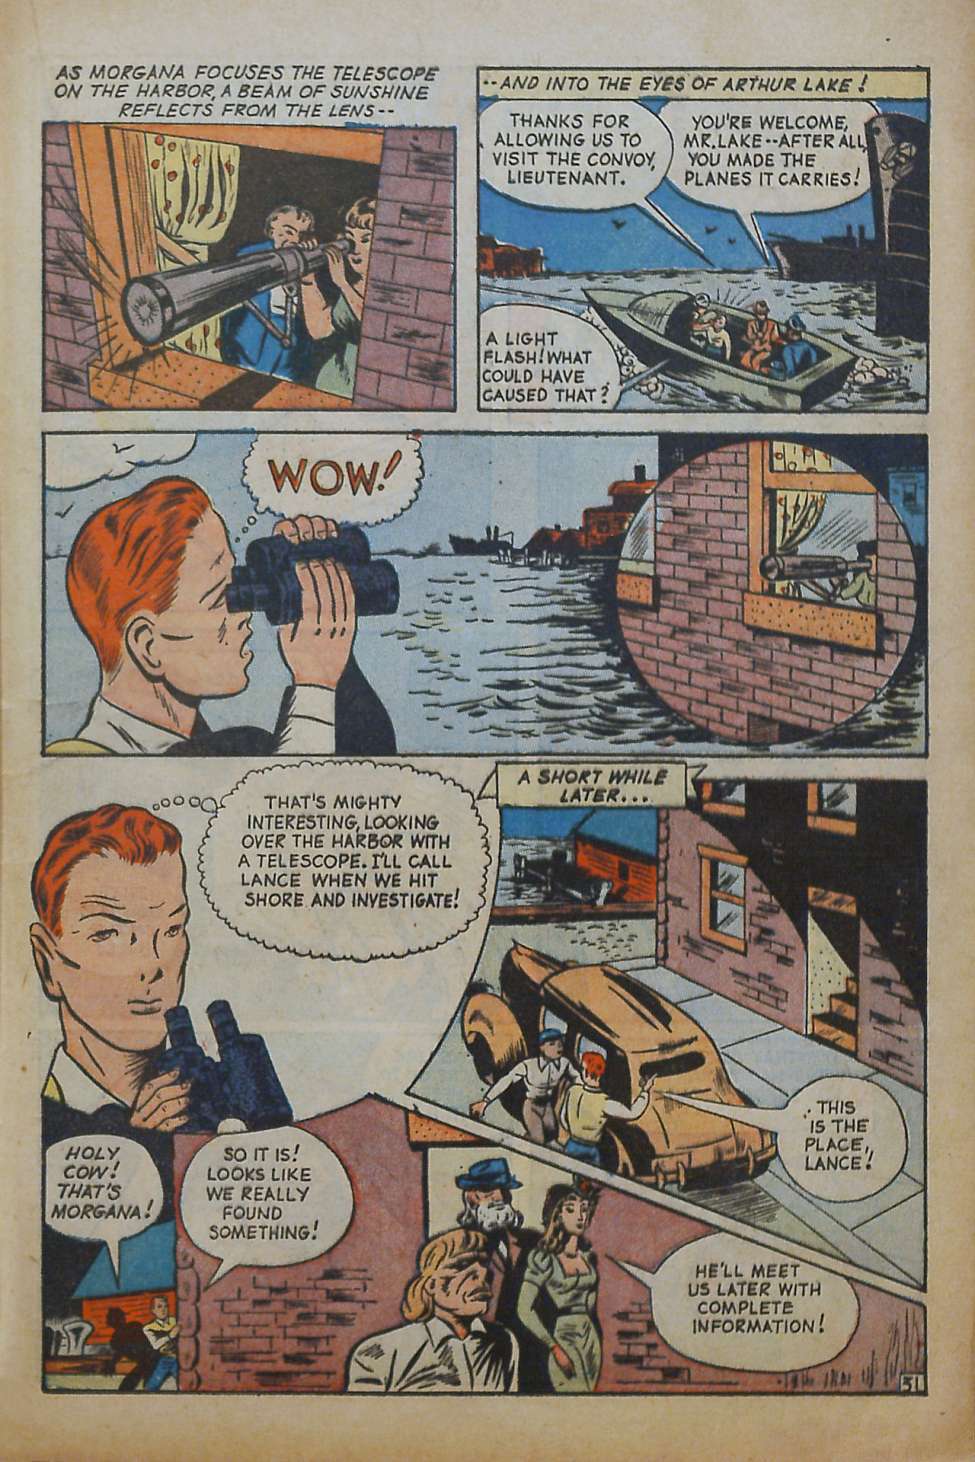 AS MORGANA FOCUSES THE TELESCOPE
ON THE HARBOR, A BEAM OF SUNSHINE
REFLECTS FROM THE LENS--
--AND INTO THE EYES OF ARTHUR LAKE!
THANKS FOR
ALLOWING US TO
VISIT THE CONVOY,
LIEUTENANT.
YOU'RE WELCOME,
MR. LAKE--AFTER ALL,
YOU MADE THE
PLANES IT CARRIES!
A LIGHT
FLASH! WHAT
COULD HAVE
CAUSED THAT?
WOW!
THAT'S MIGHTY
INTERESTING, LOOKING
OVER THE HARBOR WITH
A TELESCOPE. I'LL CALL
LANCE WHEN WE HIT
SHORE AND INVESTIGATE!
A SHORT WHILE
LATER...
THIS
IS THE
PLACE,
LANCE!
HOLY
COW!
THAT'S
MORGANA!
SO IT IS!
LOOKS LIKE
WE REALLY
FOUND
SOMETHING!
HE'LL MEET
US LATER WITH
COMPLETE
INFORMATION!
31